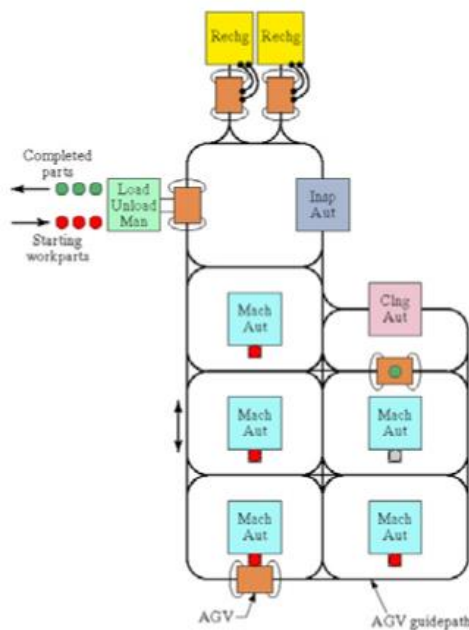 Rechg
Rechg
Completed
parts
Load
Unload
Man
Starting
workparts
Insp
Aut
Clng
Aut
Mach
Aut
Mach
Aut
Mach
Aut
Mach
Aut
Mach
Aut
AGV
AGV guidepath